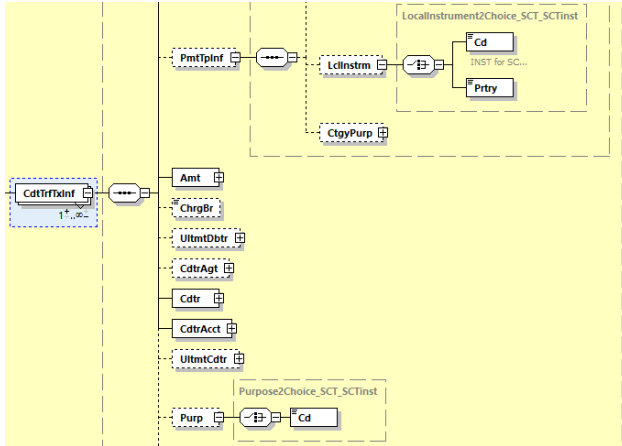 LocalInstrument2Choice_SCT_SCTinst
Cd
INST for SC...
PmtTpInf
LclInstrm
Prtry
CtgyPurp
Amt
CdtTrfTxInf
ChrgBr
1..∞
UltmtDbtr
CdtrAgt
Cdtr
CdtrAcct
UltmtCdtr
Purpose2Choice_SCT_SCTinst
Purp
Cd